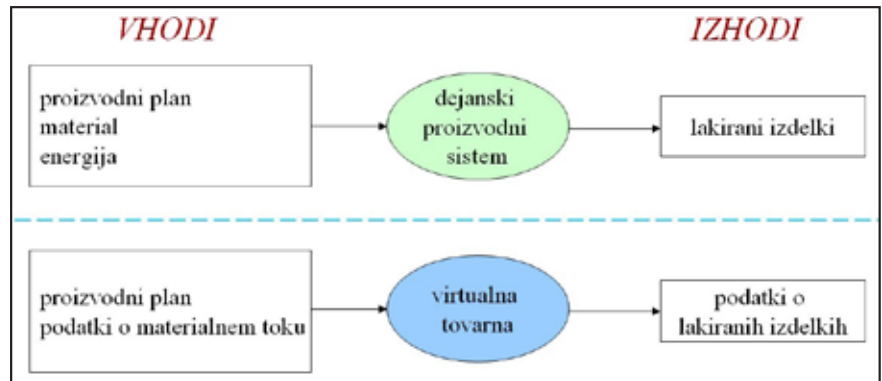 VHODI
IZHODI
proizvodni plan
material
energija
dejanski
proizvodni
sistem
lakirani izdelki
proizvodni plan
podatki o materialnem toku
virtualna
tovarna
podatki o
lakiranih izdelkih